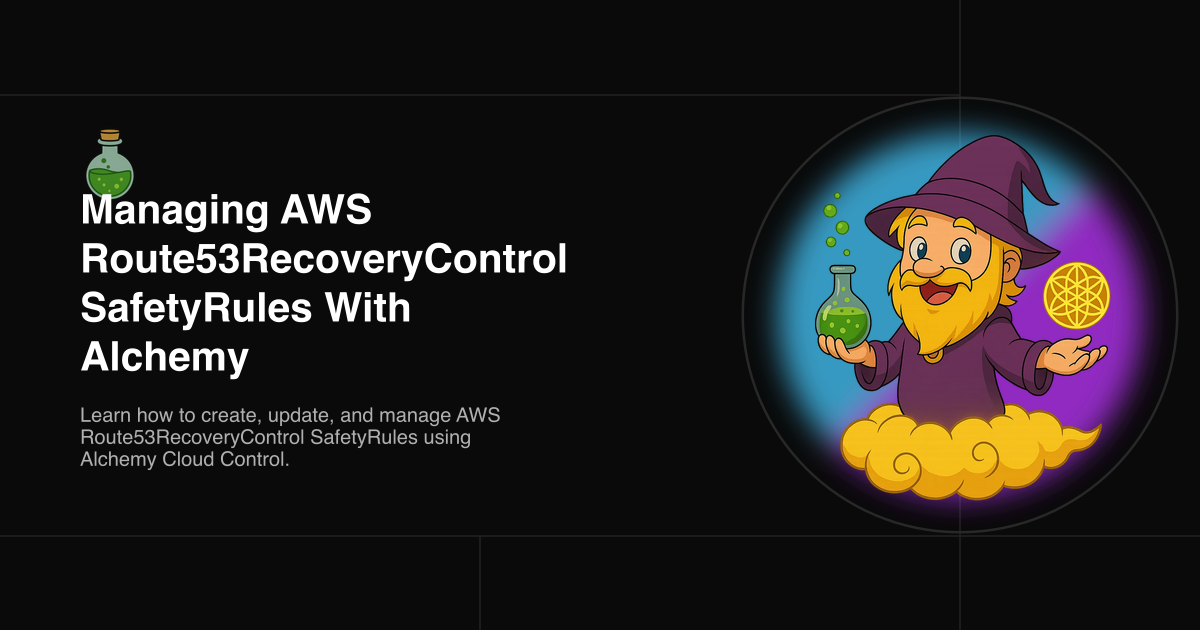 Managing AWS
Route53RecoveryControl
SafetyRules With
Alchemy
Learn how to create, update, and manage AWS
Route53RecoveryControl SafetyRules using
Alchemy Cloud Control.